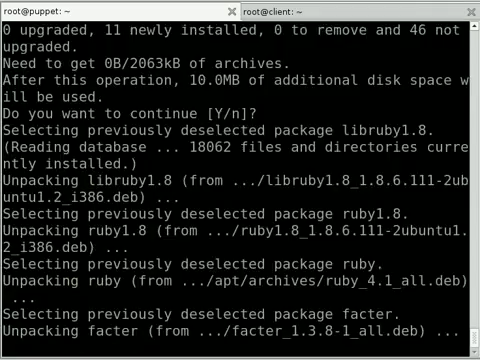 root@puppet: ~
root@client: ~
0 upgraded, 11 newly installed, 0 to remove and 46 not
upgraded.
Need to get 0B/2063kB of archives.
After this operation, 10.0MB of additional disk space w
ill be used.
Do you want to continue [Y/n]?
Selecting previously deselected package libruby1.8.
(Reading database ... 18062 files and directories curre
ntly installed.)
Unpacking libruby1.8 (from .../libruby1.8_1.8.6.111-2ub
untu1.2_i386.deb) ...
Selecting previously deselected package ruby1.8.
Unpacking ruby1.8 (from .../ruby1.8_1.8.6.111-2ubuntu1.
2_i386.deb) ...
Selecting previously deselected package ruby.
Unpacking ruby (from .../apt/archives/ruby_4.1_all.deb)
...
Selecting previously deselected package facter.
Unpacking facter (from .../facter_1.3.8-1_all.deb) ...